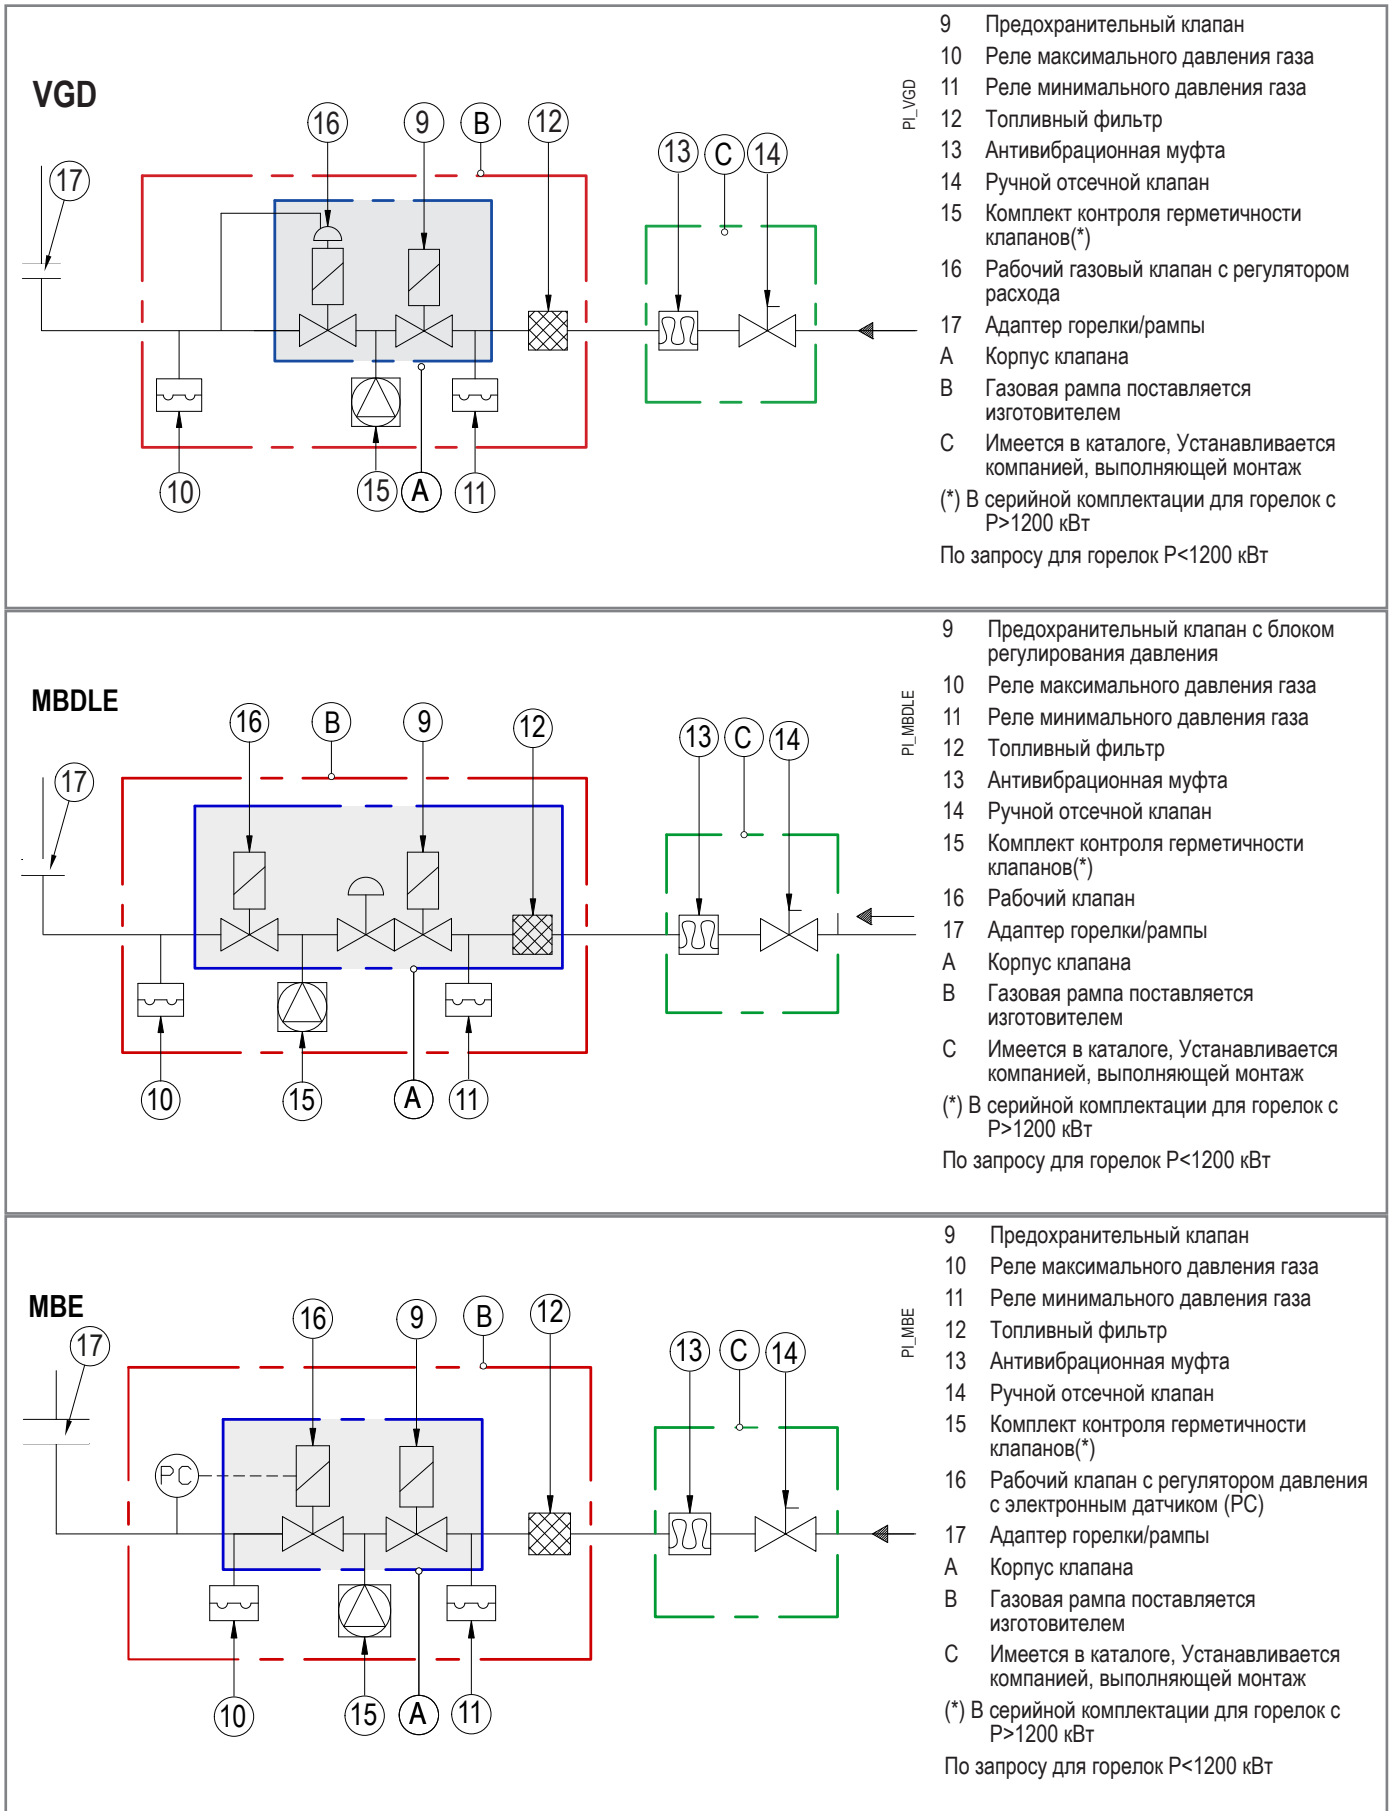 VGD
16
9
B
12
13
C
14
17
10
15
A
11
PI_VGD
9 Предохранительный клапан
10 Реле максимального давления газа
11 Реле минимального давления газа
12 Топливный фильтр
13 Антивибрационная муфта
14 Ручной отсечной клапан
15 Комплект контроля герметичности
клапанов(*)
16 Рабочий газовый клапан с регулятором
расхода
17 Адаптер горелки/рампы
A Корпус клапана
B Газовая рампа поставляется
изготовителем
C Имеется в каталоге, Устанавливается
компанией, выполняющей монтаж
(*) В серийной комплектации для горелок с
P>1200 кВт
По запросу для горелок P<1200 кВт
MBDLE
16
B
9
12
13
C
14
17
10
15
A
11
PI_MBDLE
9 Предохранительный клапан с блоком
регулирования давления
10 Реле максимального давления газа
11 Реле минимального давления газа
12 Топливный фильтр
13 Антивибрационная муфта
14 Ручной отсечной клапан
15 Комплект контроля герметичности
клапанов(*)
16 Рабочий клапан
17 Адаптер горелки/рампы
A Корпус клапана
B Газовая рампа поставляется
изготовителем
C Имеется в каталоге, Устанавливается
компанией, выполняющей монтаж
(*) В серийной комплектации для горелок с
P>1200 кВт
По запросу для горелок P<1200 кВт
MBE
16
9
B
12
13
C
14
17
PC
10
15
A
11
PI_MBE
9 Предохранительный клапан
10 Реле максимального давления газа
11 Реле минимального давления газа
12 Топливный фильтр
13 Антивибрационная муфта
14 Ручной отсечной клапан
15 Комплект контроля герметичности
клапанов(*)
16 Рабочий клапан с регулятором давления
с электронным датчиком (PC)
17 Адаптер горелки/рампы
A Корпус клапана
B Газовая рампа поставляется
изготовителем
C Имеется в каталоге, Устанавливается
компанией, выполняющей монтаж
(*) В серийной комплектации для горелок с
P>1200 кВт
По запросу для горелок P<1200 кВт